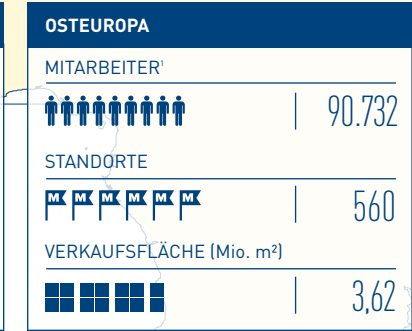 OSTEUROPA
MITARBEITER¹
90.732
STANDORTE
M M M M M M
560
VERKAUFSFLÄCHE (Mio. m²)
3,62